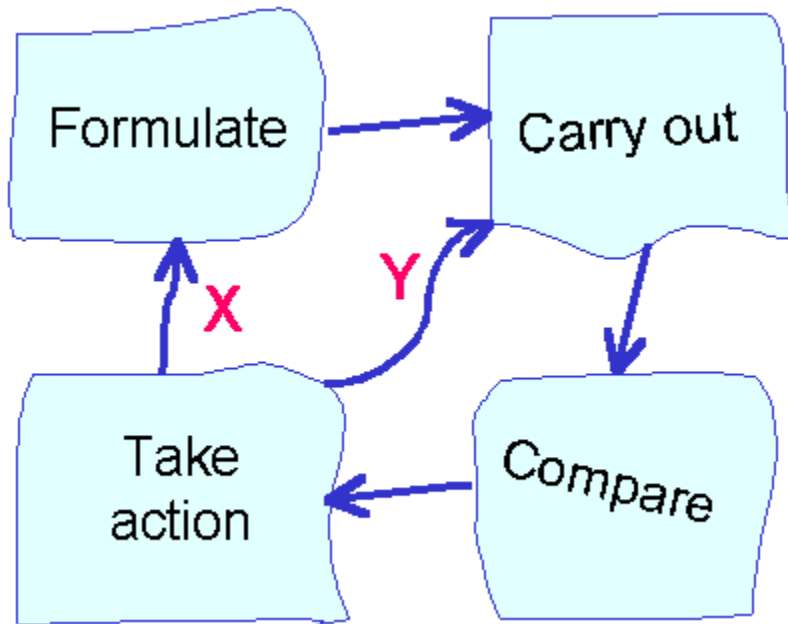 Formulate
Carry out
X
Y
Take
action
Compare